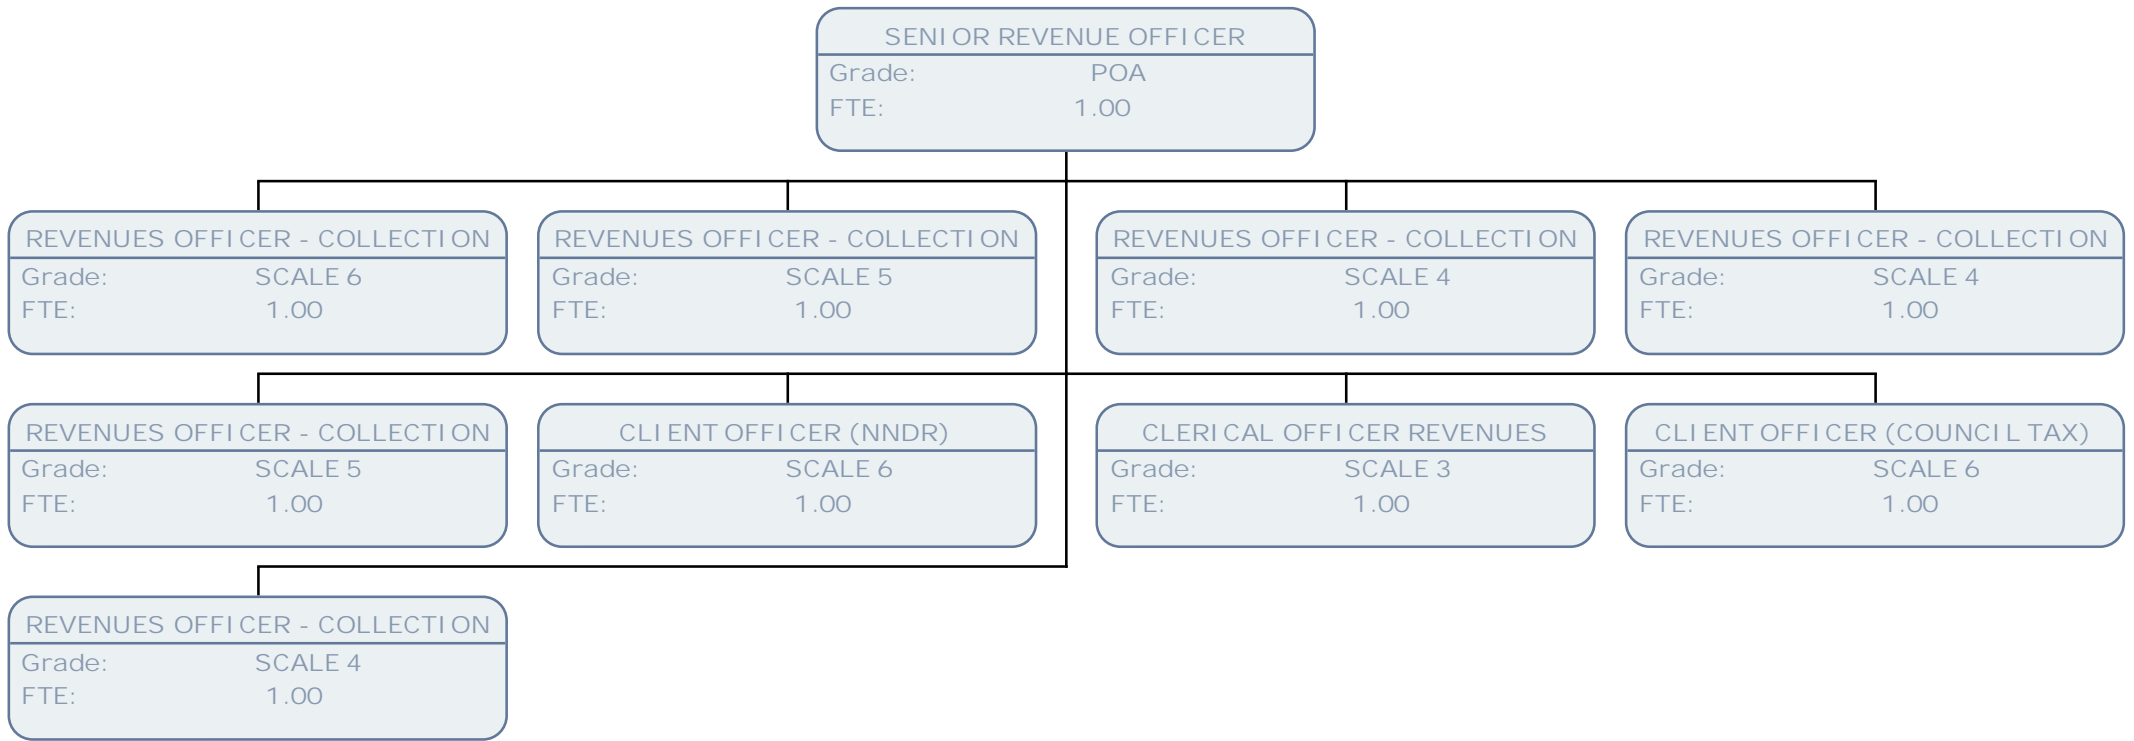 SENIOR REVENUE OFFICER
Grade: POA
FTE: 1.00
REVENUES OFFICER - COLLECTION
Grade: SCALE 6
FTE: 1.00
REVENUES OFFICER - COLLECTION
Grade: SCALE 5
FTE: 1.00
REVENUES OFFICER - COLLECTION
Grade: SCALE 4
FTE: 1.00
REVENUES OFFICER - COLLECTION
Grade: SCALE 4
FTE: 1.00
REVENUES OFFICER - COLLECTION
Grade: SCALE 5
FTE: 1.00
CLIENT OFFICER (NNDR)
Grade: SCALE 6
FTE: 1.00
CLERICAL OFFICER REVENUES
Grade: SCALE 3
FTE: 1.00
CLIENT OFFICER (COUNCIL TAX)
Grade: SCALE 6
FTE: 1.00
REVENUES OFFICER - COLLECTION
Grade: SCALE 4
FTE: 1.00